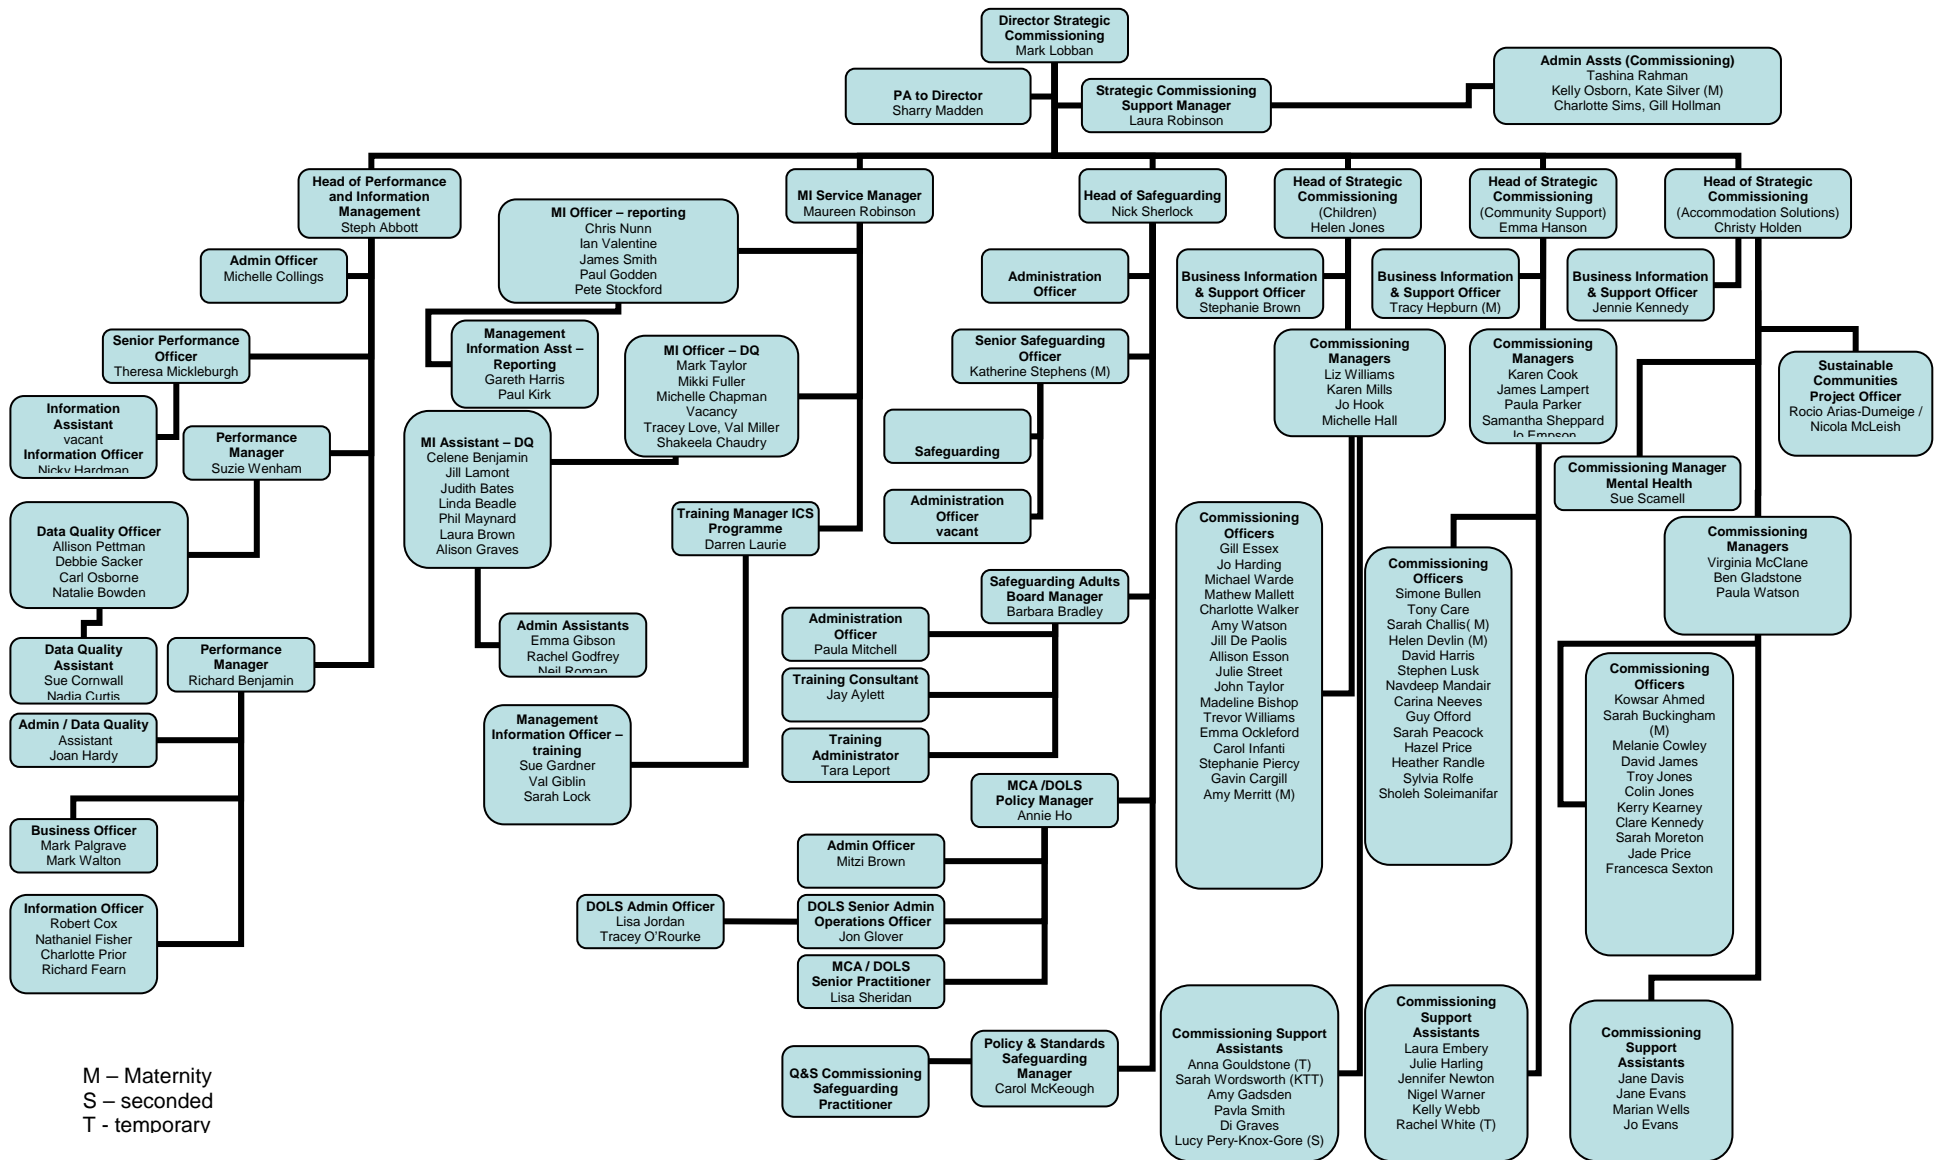 Director Strategic
Commissioning
Mark Lobban
PA to Director
Sharry Madden
Strategic Commissioning
Support Manager
Laura Robinson
Admin Assts (Commissioning)
Tashina Rahman
Kelly Osborn, Kate Silver (M)
Charlotte Sims, Gill Hollman
Head of Performance
and Information
Management
Steph Abbott
Admin Officer
Michelle Collings
Senior Performance
Officer
Theresa Mickleburgh
Information
Assistant
vacant
Information Officer
Nicky Hardman
Performance
Manager
Suzie Wenham
Data Quality Officer
Allison Pettman
Debbie Sacker
Carl Osborne
Natalie Bowden
Data Quality
Assistant
Sue Cornwall
Nadia Curtis
Performance
Manager
Richard Benjamin
Admin / Data Quality
Assistant
Joan Hardy
Business Officer
Mark Palgrave
Mark Walton
Information Officer
Robert Cox
Nathaniel Fisher
Charlotte Prior
Richard Fearn
MI Service Manager
Maureen Robinson
MI Officer – reporting
Chris Nunn
Ian Valentine
James Smith
Paul Godden
Pete Stockford
Management
Information Asst –
Reporting
Gareth Harris
Paul Kirk
MI Officer – DQ
Mark Taylor
Mikki Fuller
Michelle Chapman
Vacancy
Tracey Love, Val Miller
Shakeela Chaudry
MI Assistant – DQ
Celene Benjamin
Jill Lamont
Judith Bates
Linda Beadle
Phil Maynard
Laura Brown
Alison Graves
Admin Assistants
Emma Gibson
Rachel Godfrey
Neil Roman
Training Manager ICS
Programme
Darren Laurie
Management
Information Officer –
training
Sue Gardner
Val Giblin
Sarah Lock
Head of Safeguarding
Nick Sherlock
Administration
Officer
Senior Safeguarding
Officer
Katherine Stephens (M)
Safeguarding
Administration
Officer
vacant
Safeguarding Adults
Board Manager
Barbara Bradley
Administration
Officer
Paula Mitchell
Training Consultant
Jay Aylett
Training
Administrator
Tara Leport
MCA /DOLS
Policy Manager
Annie Ho
Admin Officer
Mitzi Brown
DOLS Senior Admin
Operations Officer
Jon Glover
DOLS Admin Officer
Lisa Jordan
Tracey O'Rourke
MCA / DOLS
Senior Practitioner
Lisa Sheridan
Policy & Standards
Safeguarding
Manager
Carol McKeough
Q&S Commissioning
Safeguarding
Practitioner
Head of Strategic
Commissioning
(Children)
Helen Jones
Business Information
& Support Officer
Stephanie Brown
Commissioning
Managers
Liz Williams
Karen Mills
Jo Hook
Michelle Hall
Commissioning
Officers
Gill Essex
Jo Harding
Michael Warde
Mathew Mallett
Charlotte Walker
Amy Watson
Jill De Paolis
Allison Esson
Julie Street
John Taylor
Madeline Bishop
Trevor Williams
Emma Ockleford
Carol Infanti
Stephanie Piercy
Gavin Cargill
Amy Merritt (M)
Commissioning Support
Assistants
Anna Gouldstone (T)
Sarah Wordsworth (KTT)
Amy Gadsden
Pavla Smith
Di Graves
Lucy Pery-Knox-Gore (S)
Head of Strategic
Commissioning
(Community Support)
Emma Hanson
Business Information
& Support Officer
Tracy Hepburn (M)
Commissioning
Managers
Karen Cook
James Lampert
Paula Parker
Samantha Sheppard
Jo Empson
Commissioning
Officers
Simone Bullen
Tony Care
Sarah Challis( M)
Helen Devlin (M)
David Harris
Stephen Lusk
Navdeep Mandair
Carina Neeves
Guy Offord
Sarah Peacock
Hazel Price
Heather Randle
Sylvia Rolfe
Sholeh Soleimanifar
Commissioning
Support
Assistants
Laura Embery
Julie Harling
Jennifer Newton
Nigel Warner
Kelly Webb
Rachel White (T)
Head of Strategic
Commissioning
(Accommodation Solutions)
Christy Holden
Business Information
& Support Officer
Jennie Kennedy
Sustainable
Communities
Project Officer
Rocio Arias-Dumeige /
Nicola McLeish
Commissioning Manager
Mental Health
Sue Scamell
Commissioning
Managers
Virginia McClane
Ben Gladstone
Paula Watson
Commissioning
Officers
Kowsar Ahmed
Sarah Buckingham
(M)
Melanie Cowley
David James
Troy Jones
Colin Jones
Kerry Kearney
Clare Kennedy
Sarah Moreton
Jade Price
Francesca Sexton
Commissioning
Support
Assistants
Jane Davis
Jane Evans
Marian Wells
Jo Evans
M – Maternity
S – seconded
T - temporary